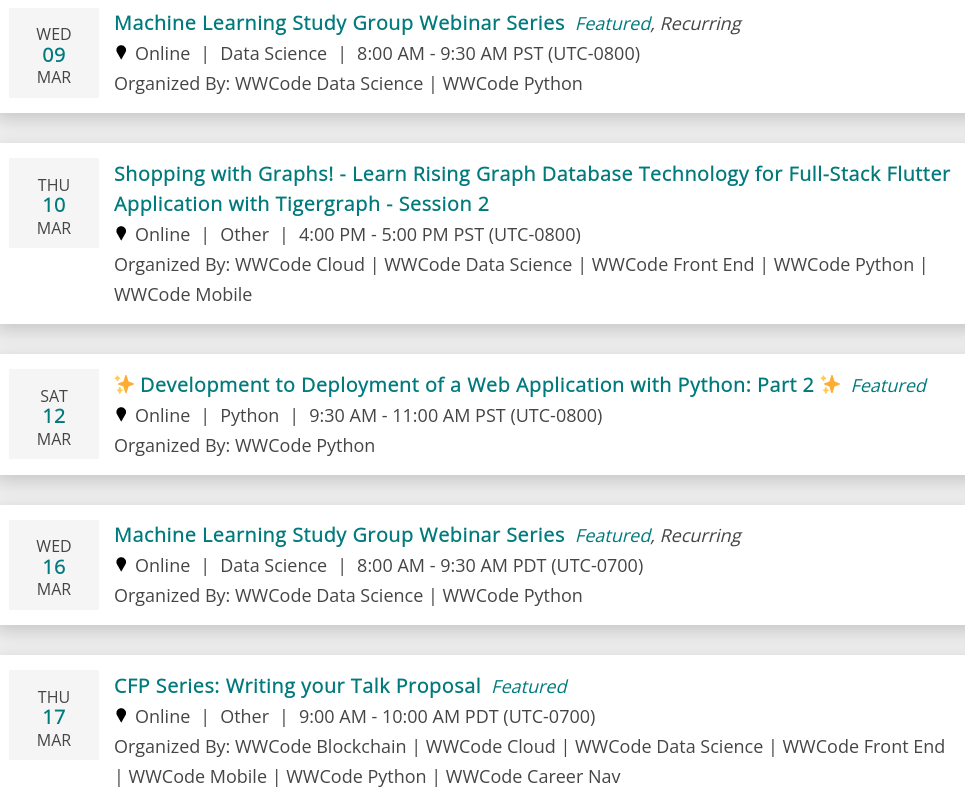 WED
09
MAR
Machine Learning Study Group Webinar Series Featured, Recurring
Online | Data Science | 8:00 AM - 9:30 AM PST (UTC-0800)
Organized By: WWCode Data Science | WWCode Python
THU
10
MAR
Shopping with Graphs! - Learn Rising Graph Database Technology for Full-Stack Flutter
Application with Tigergraph - Session 2
Online | Other | 4:00 PM - 5:00 PM PST (UTC-0800)
Organized By: WWCode Cloud | WWCode Data Science | WWCode Front End | WWCode Python |
WWCode Mobile
SAT
12
MAR
✨ Development to Deployment of a Web Application with Python: Part 2 ✨ Featured
Online | Python | 9:30 AM - 11:00 AM PST (UTC-0800)
Organized By: WWCode Python
WED
16
MAR
Machine Learning Study Group Webinar Series Featured, Recurring
Online | Data Science | 8:00 AM - 9:30 AM PDT (UTC-0700)
Organized By: WWCode Data Science | WWCode Python
THU
17
MAR
CFP Series: Writing your Talk Proposal Featured
Online | Other | 9:00 AM - 10:00 AM PDT (UTC-0700)
Organized By: WWCode Blockchain | WWCode Cloud | WWCode Data Science | WWCode Front End
| WWCode Mobile | WWCode Python | WWCode Career Nav